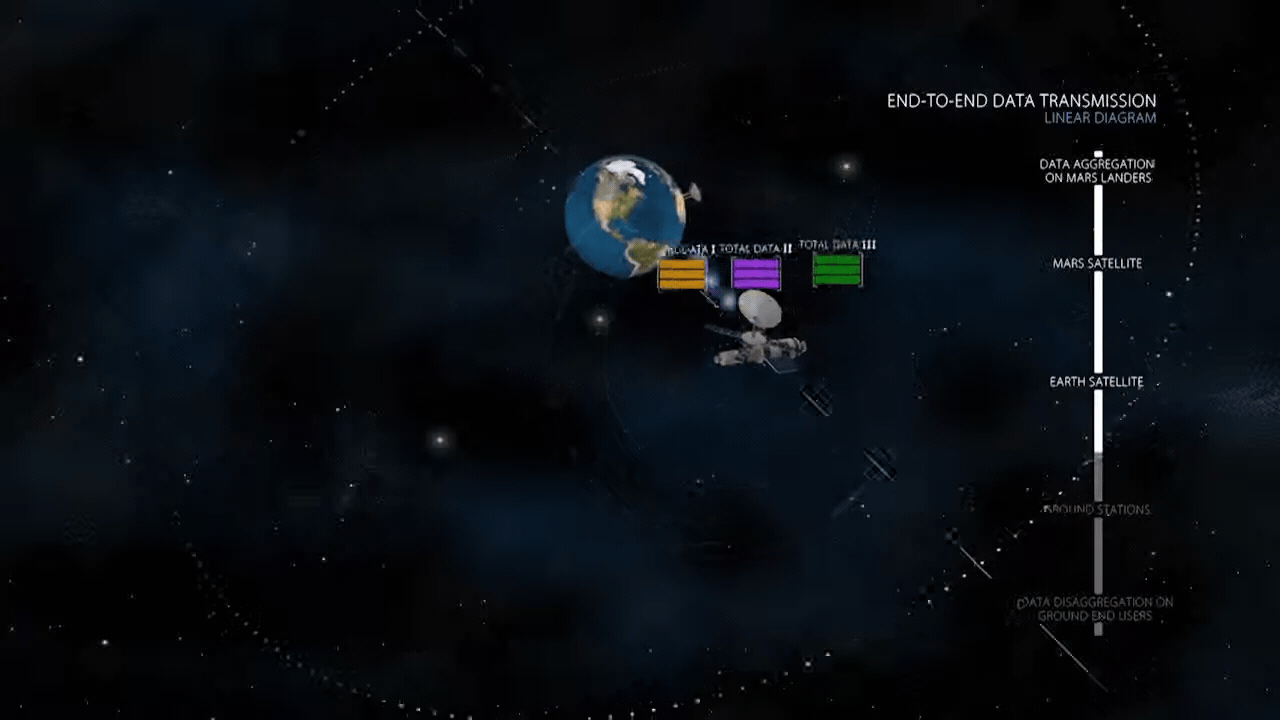 END-TO-END DATA TRANSMISSION
LINEAR DIAGRAM
DATA AGGREGATION
ON MARS LANDERS
MARS SATELLITE
DATA I TOTAL DATA II TOTAL DATA III
EARTH SATELLITE
GROUND STATIONS
DATA DISAGGREGATION ON
GROUND END USERS